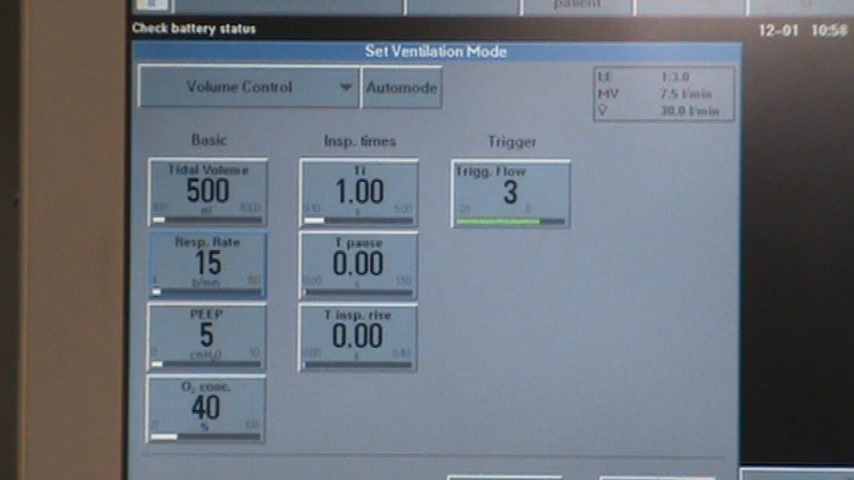 patient
Check battery status
12-01 10:58
Set Ventilation Mode
Volume Control
Automode
I:E 1:3.0
MV 7.5 l/min
V̇ 30.0 l/min
Basic
Insp. times
Trigger
Tidal Volume
500
ml
Ti
1.00
s
Trigg. Flow
3
Resp. Rate
15
b/min
T pause
0.00
s
PEEP
5
cmH₂O
T insp. rise
0.00
s
O₂ conc.
40
%